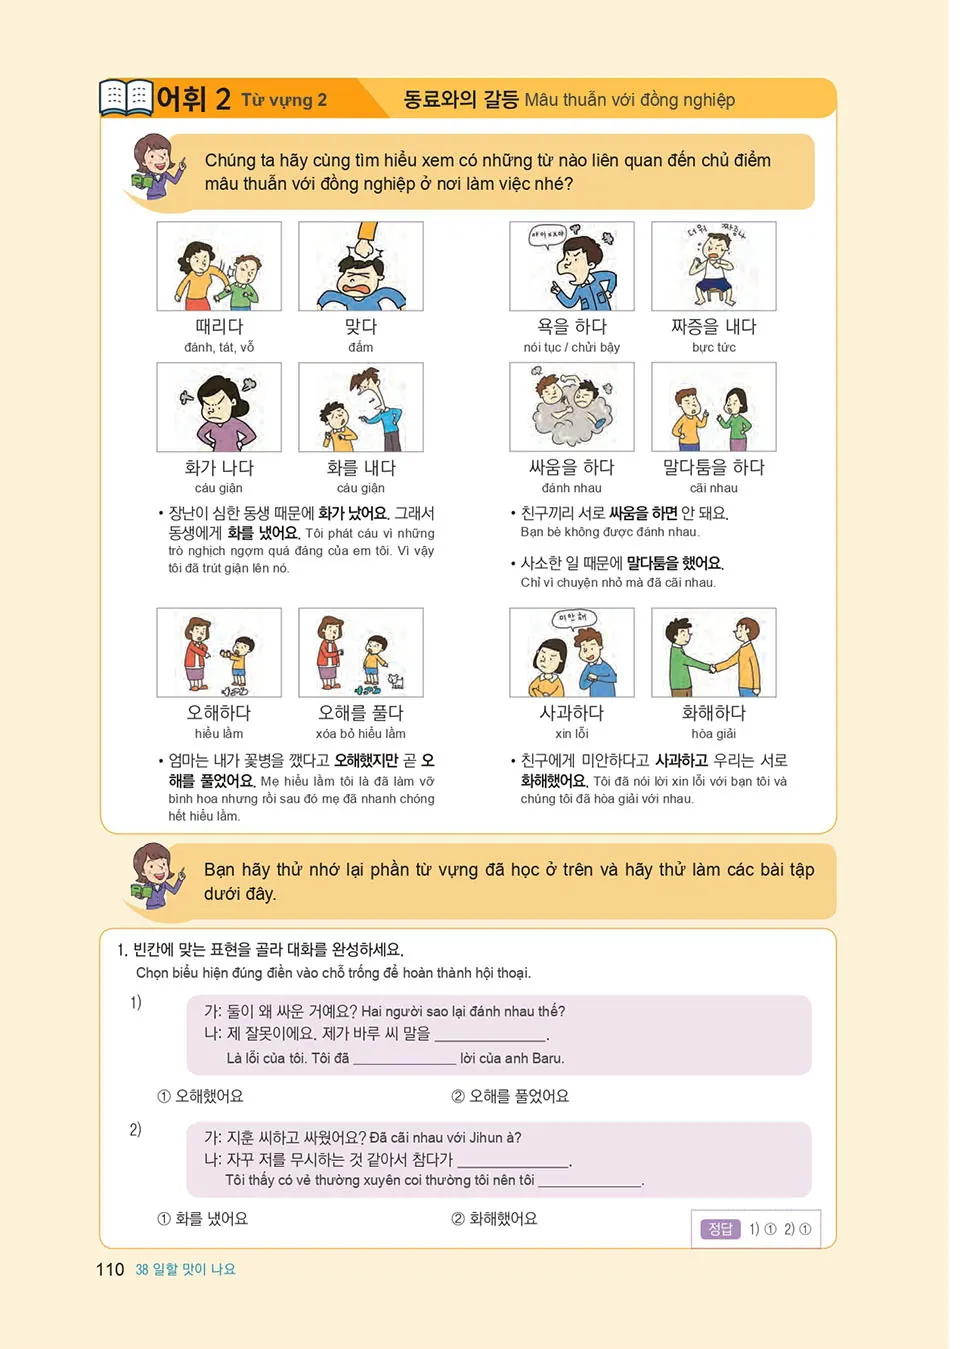 어휘 2 Từ vựng 2
동료와의 갈등 Mâu thuẫn với đồng nghiệp
Chúng ta hãy cùng tìm hiểu xem có những từ nào liên quan đến chủ điểm
mâu thuẫn với đồng nghiệp ở nơi làm việc nhé?
때리다
đánh, tát, vỗ
맞다
đấm
욕을 하다
nói tục / chửi bậy
더워 짜증나
짜증을 내다
bực tức
화가 나다
cáu giận
화를 내다
cáu giận
싸움을 하다
đánh nhau
말다툼을 하다
cãi nhau
• 장난이 심한 동생 때문에 화가 났어요. 그래서
동생에게 화를 냈어요. Tôi phát cáu vì những
trò nghịch ngợm quá đáng của em tôi. Vì vậy
tôi đã trút giận lên nó.
• 친구끼리 서로 싸움을 하면 안 돼요.
Bạn bè không được đánh nhau.
• 사소한 일 때문에 말다툼을 했어요.
Chỉ vì chuyện nhỏ mà đã cãi nhau.
오해하다
hiểu lầm
오해를 풀다
xóa bỏ hiểu lầm
미안해
사과하다
xin lỗi
화해하다
hòa giải
• 엄마는 내가 꽃병을 깼다고 오해했지만 곧 오
해를 풀었어요. Mẹ hiểu lầm tôi là đã làm vỡ
bình hoa nhưng rồi sau đó mẹ đã nhanh chóng
hết hiểu lầm.
• 친구에게 미안하다고 사과하고 우리는 서로
화해했어요. Tôi đã nói lời xin lỗi với bạn tôi và
chúng tôi đã hòa giải với nhau.
Bạn hãy thử nhớ lại phần từ vựng đã học ở trên và hãy thử làm các bài tập
dưới đây.
1. 빈칸에 맞는 표현을 골라 대화를 완성하세요.
Chọn biểu hiện đúng điền vào chỗ trống để hoàn thành hội thoại.
1)
가: 둘이 왜 싸운 거예요? Hai người sao lại đánh nhau thế?
나: 제 잘못이에요. 제가 바루 씨 말을 ______________.
Là lỗi của tôi. Tôi đã ______________ lời của anh Baru.
① 오해했어요 ② 오해를 풀었어요
2)
가: 지훈 씨하고 싸웠어요? Đã cãi nhau với Jihun à?
나: 자꾸 저를 무시하는 것 같아서 참다가 ______________.
Tôi thấy có vẻ thường xuyên coi thường tôi nên tôi ______________.
① 화를 냈어요 ② 화해했어요
정답 1) ① 2) ①
110 38 일할 맛이 나요